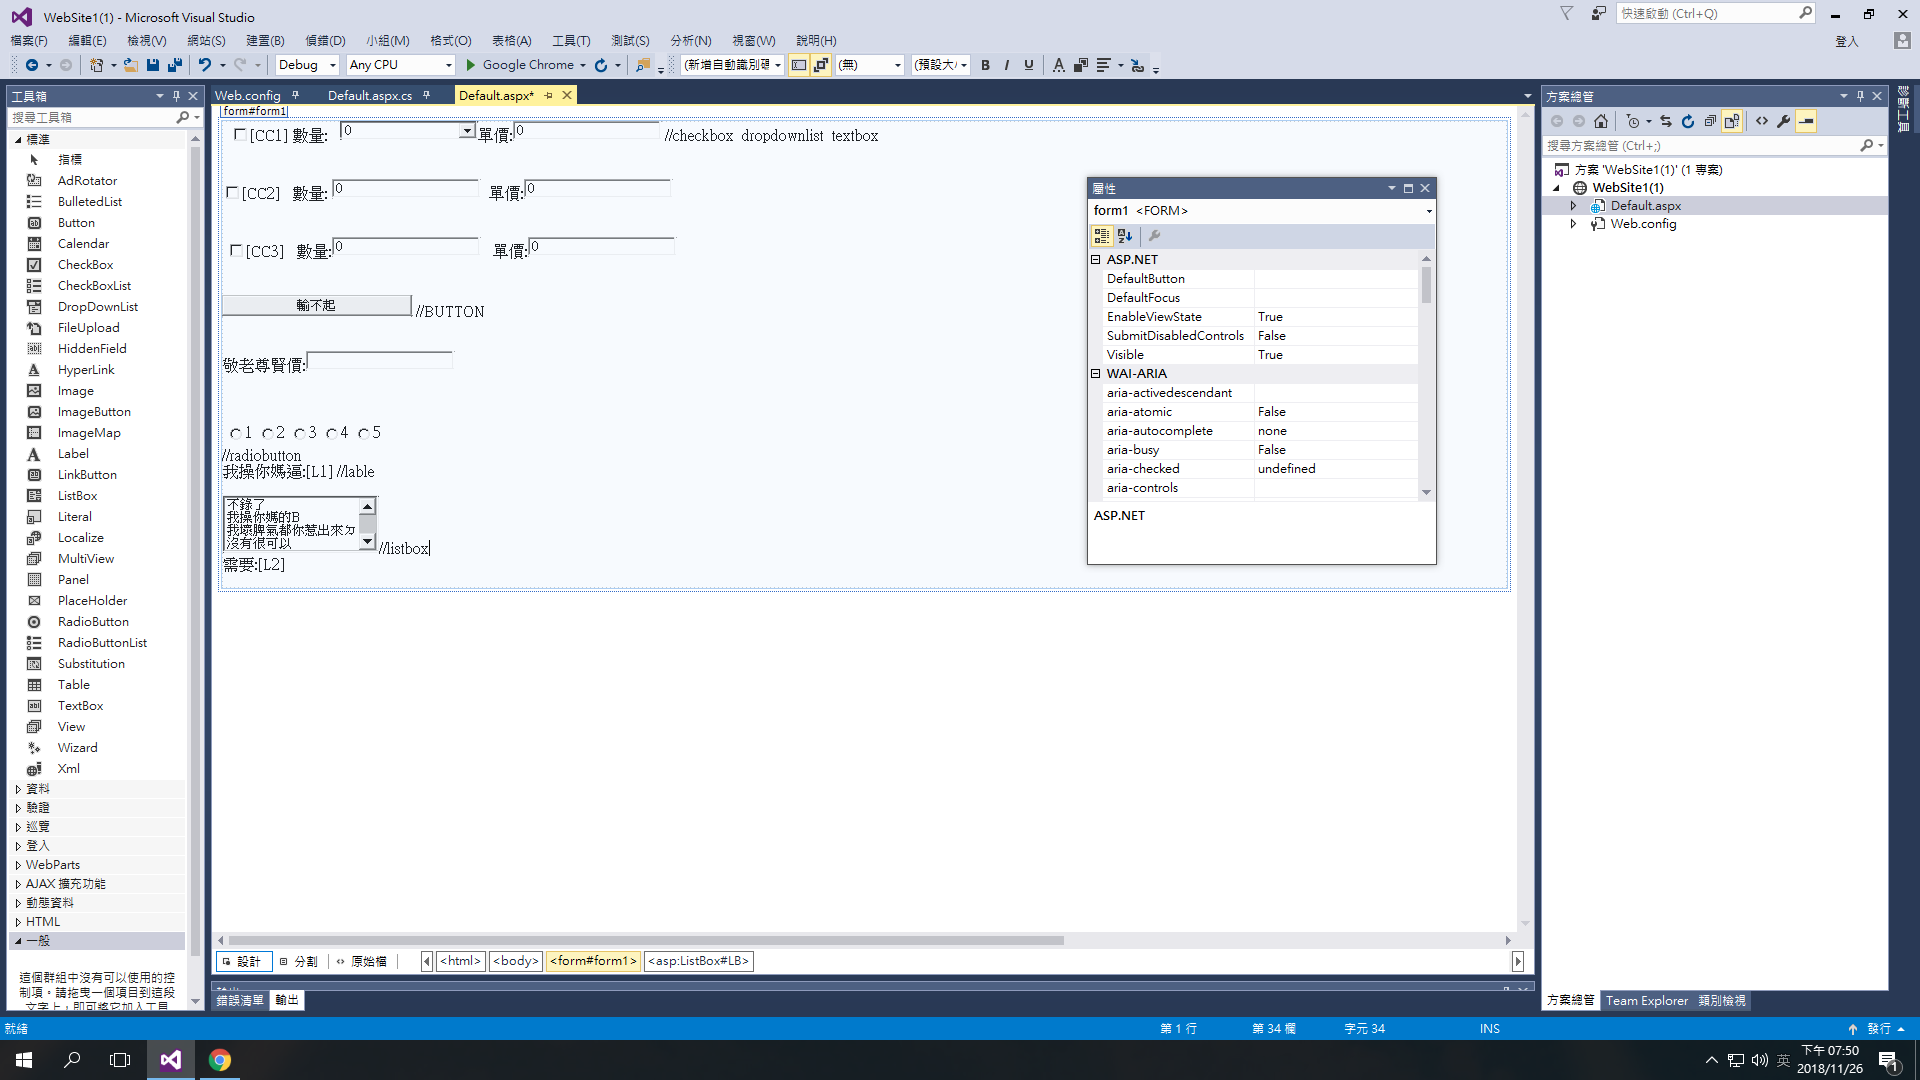 WebSite1(1) - Microsoft Visual Studio
快速啟動 (Ctrl+Q)
檔案(F) 編輯(E) 檢視(V) 網站(S) 建置(B) 偵錯(D) 小組(M) 格式(O) 表格(A) 工具(T) 測試(S) 分析(N) 視窗(W) 說明(H)
登入
Debug Any CPU Google Chrome (新增自動識別碼 (無) (預設大小 B I U A
工具箱
搜尋工具箱
標準
指標
AdRotator
BulletedList
Button
Calendar
CheckBox
CheckBoxList
DropDownList
FileUpload
HiddenField
HyperLink
Image
ImageButton
ImageMap
Label
LinkButton
ListBox
Literal
Localize
MultiView
Panel
PlaceHolder
RadioButton
RadioButtonList
Substitution
Table
TextBox
View
Wizard
Xml
資料
驗證
巡覽
登入
WebParts
AJAX 擴充功能
動態資料
HTML
一般
這個群組中沒有可以使用的控
制項。請拖曳一個項目到這段
文字上，即可將它加入工具
Web.config Default.aspx.cs Default.aspx*
form#form1
[CC1] 數量: 0 單價:0 //checkbox dropdownlist textbox
[CC2] 數量:0 單價:0
[CC3] 數量:0 單價:0
輸不起 //BUTTON
敬老尊賢價:
1 2 3 4 5
//radiobutton
我操你媽逼:[L1] //lable
不錄了
我操你媽的B
我壞脾氣都你惹出來ㄉ
沒有很可以
//listbox
需要:[L2]
屬性
form1 <FORM>
ASP.NET
DefaultButton
DefaultFocus
EnableViewState True
SubmitDisabledControls False
Visible True
WAI-ARIA
aria-activedescendant
aria-atomic False
aria-autocomplete none
aria-busy False
aria-checked undefined
aria-controls
ASP.NET
設計 分割 原始檔 <html> <body> <form#form1> <asp:ListBox#LB>
錯誤清單 輸出
方案總管
搜尋方案總管 (Ctrl+;)
方案 'WebSite1(1)' (1 專案)
WebSite1(1)
Default.aspx
Web.config
方案總管 Team Explorer 類別檢視
診斷工具
就緒 第 1 行 第 34 欄 字元 34 INS 發行
英
下午 07:50
2018/11/26
1